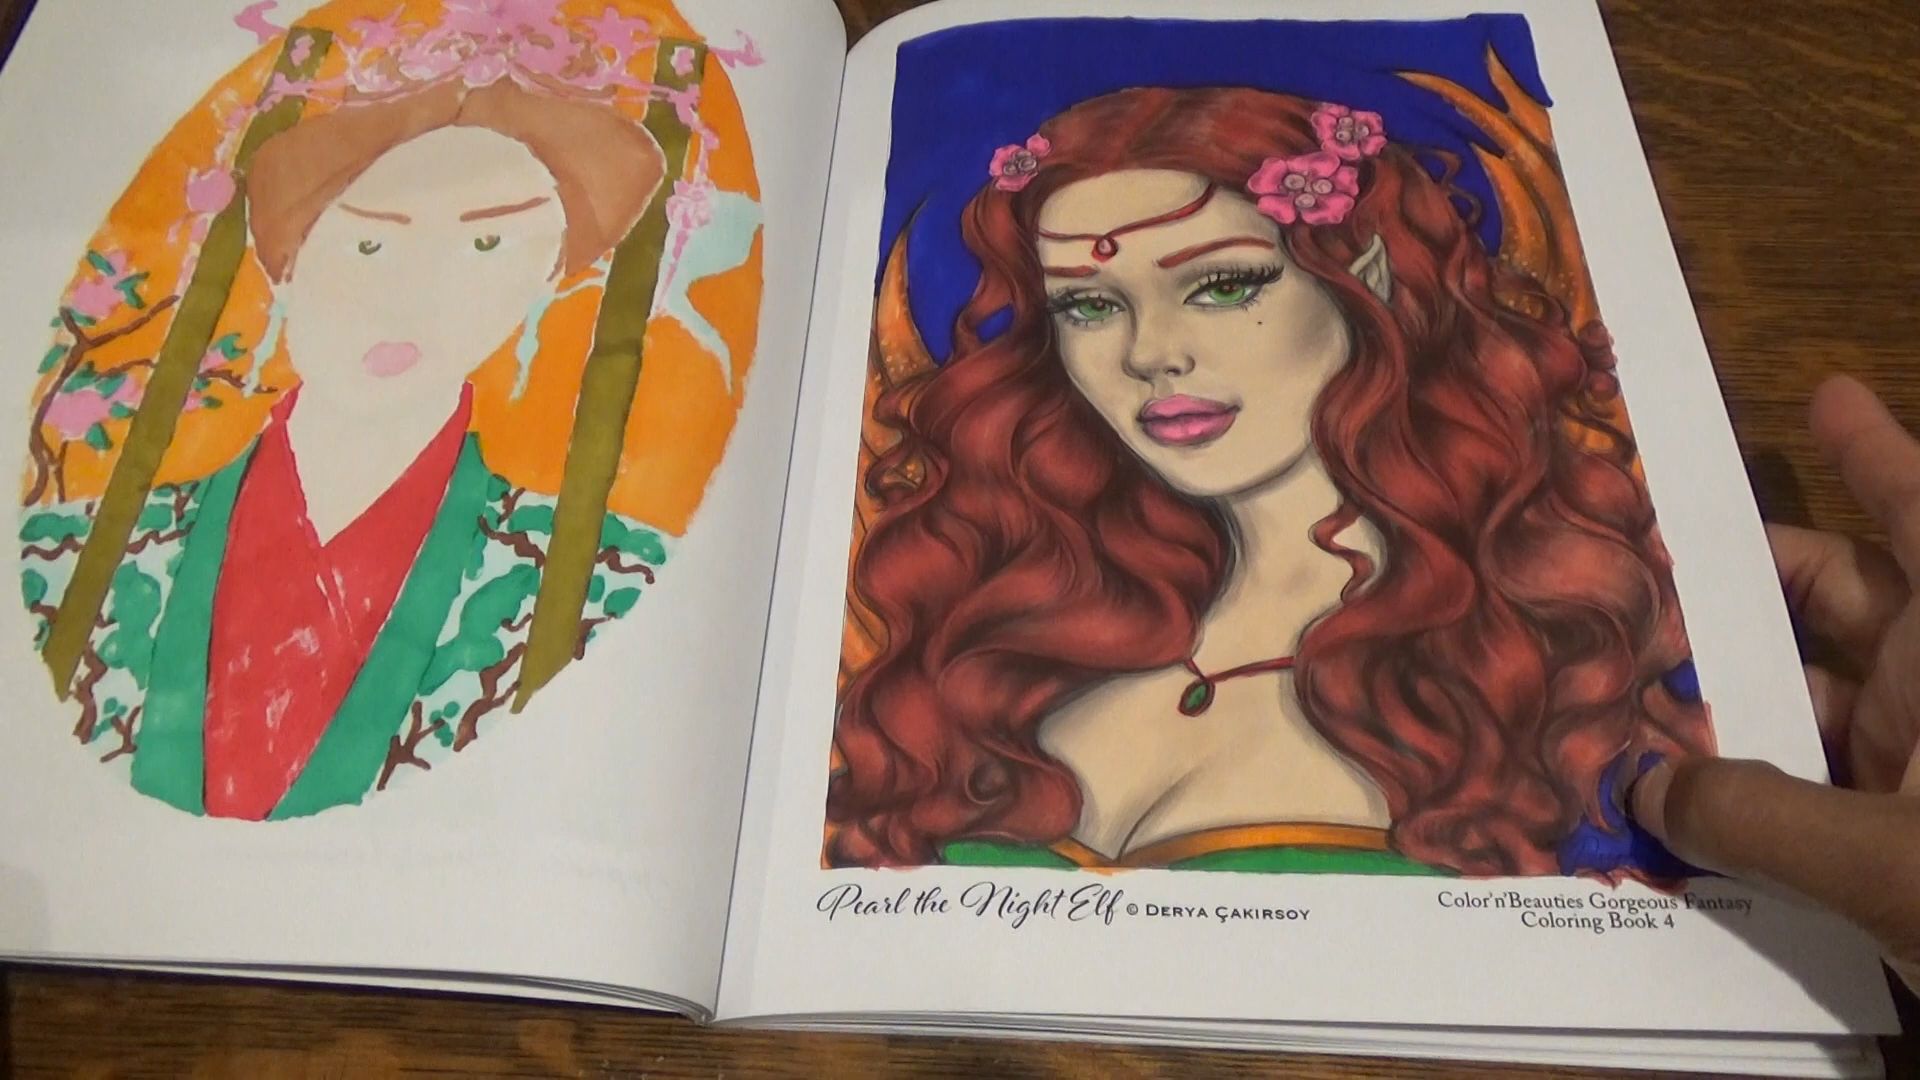 Pearl the Night Elf © DERYA ÇAKIRSOY
Color'n'Beauties Gorgeous Fantasy
Coloring Book 4